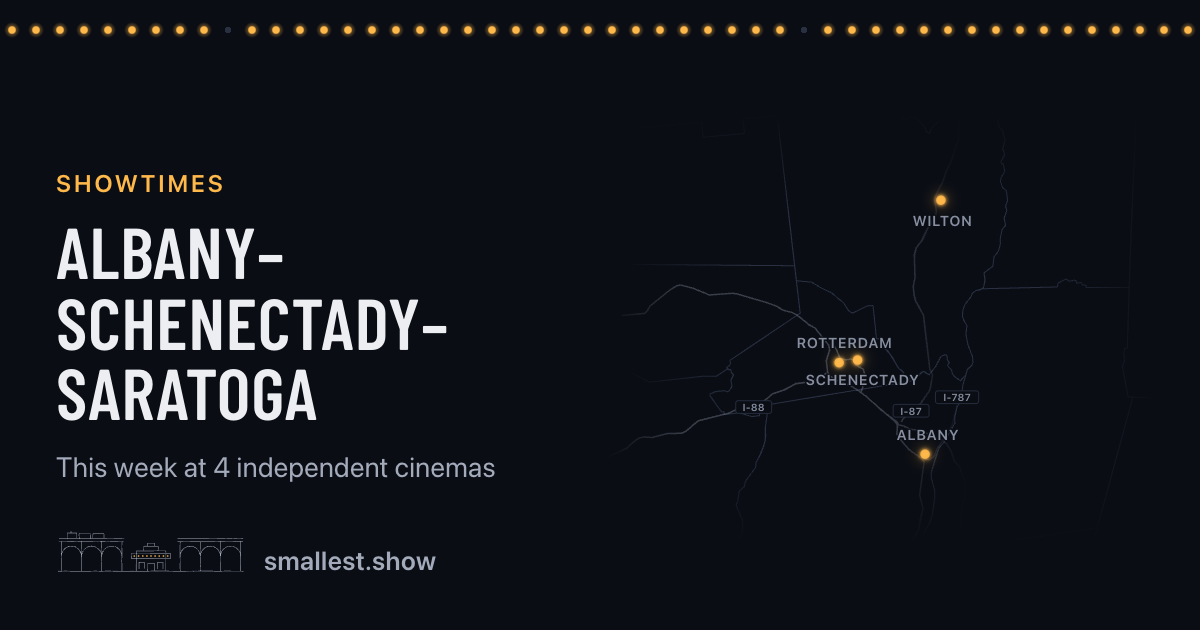 SHOWTIMES
ALBANY–
SCHENECTADY–
SARATOGA
This week at 4 independent cinemas
smallest.show
WILTON
ROTTERDAM
SCHENECTADY
I-787
I-88
I-87
ALBANY